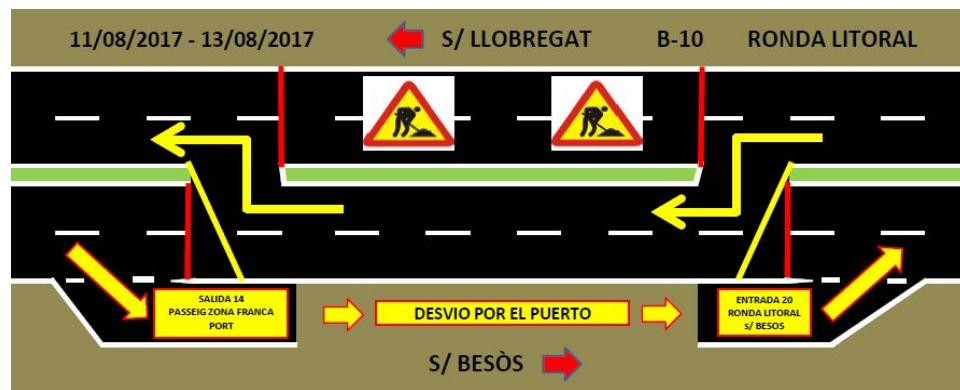 11/08/2017 - 13/08/2017 S/ LLOBREGAT B-10 RONDA LITORAL
SALIDA 14
PASSEIG ZONA FRANCA
PORT
DESVIO POR EL PUERTO
ENTRADA 20
RONDA LITORAL
s/ BESOS
S/ BESÒS